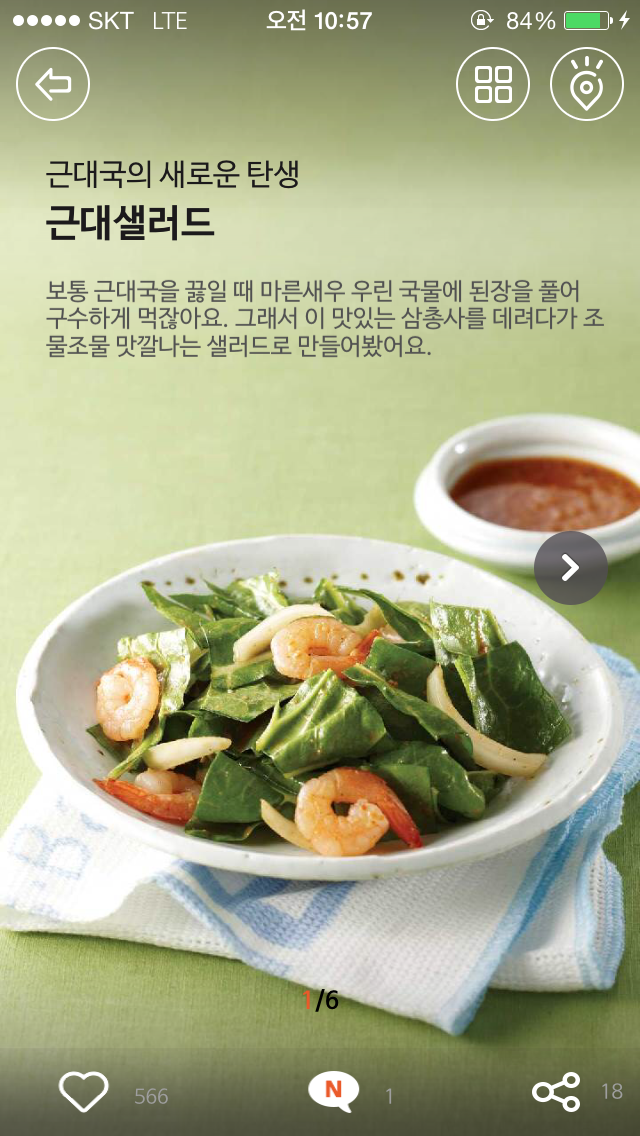 SKT LTE 오전 10:57 84%
근대국의 새로운 탄생
근대샐러드
보통 근대국을 끓일 때 마른새우 우린 국물에 된장을 풀어
구수하게 먹잖아요. 그래서 이 맛있는 삼총사를 데려다가 조
물조물 맛깔나는 샐러드로 만들어봤어요.
1/6
566 N 1 18